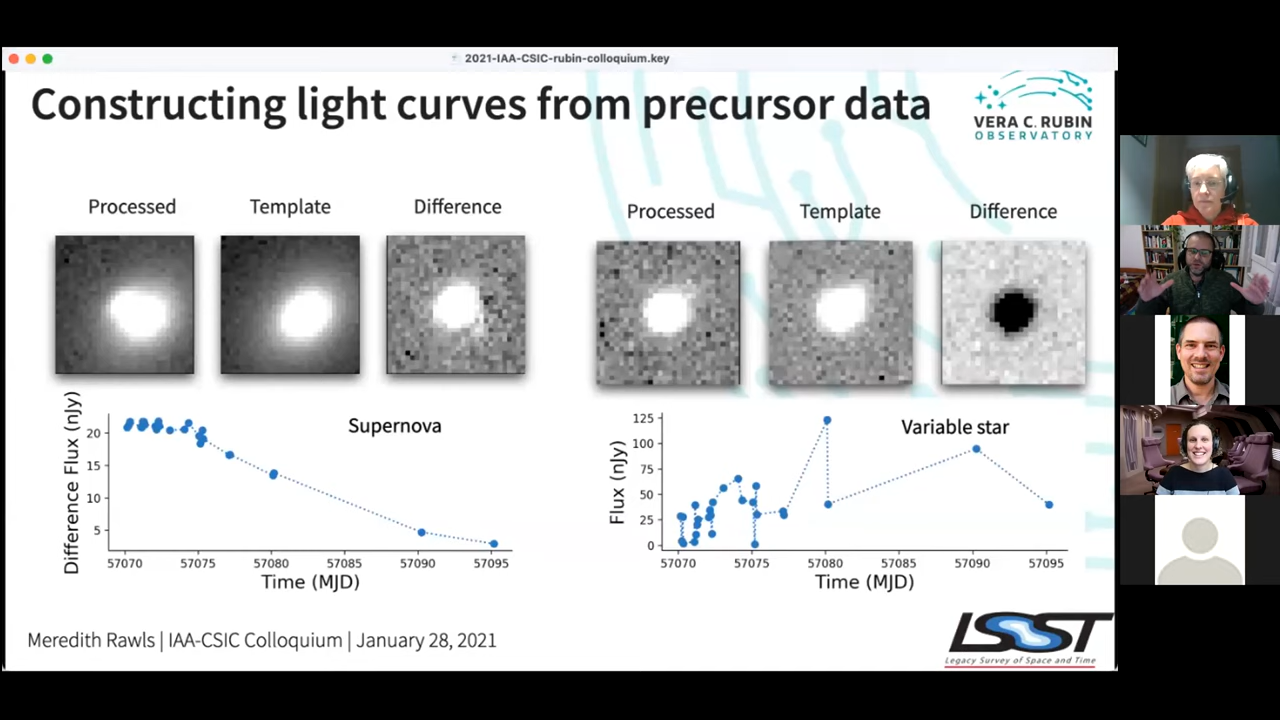 2021-IAA-CSIC-rubin-colloquium.key
Constructing light curves from precursor data
VERA C. RUBIN
OBSERVATORY
Processed
Template
Difference
Processed
Template
Difference
Difference Flux (nJy)
20
15
10
5
Supernova
57070
57075
57080
57085
57090
57095
Time (MJD)
Flux (nJy)
125
100
75
50
25
0
Variable star
57070
57075
57080
57085
57090
57095
Time (MJD)
Meredith Rawls | IAA-CSIC Colloquium | January 28, 2021
LSST
Legacy Survey of Space and Time